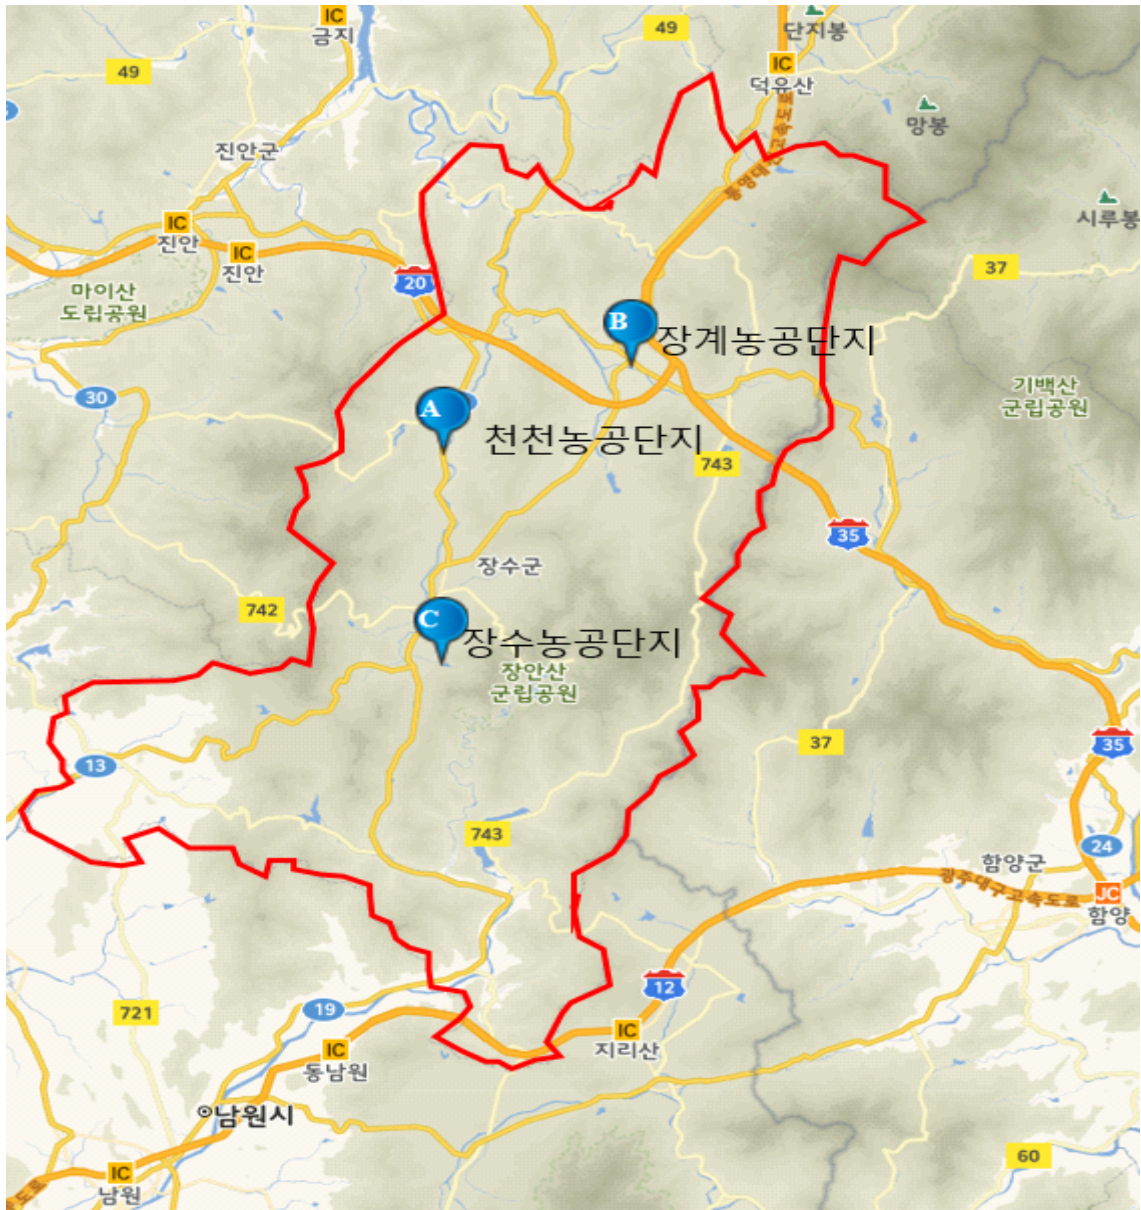 IC
금지
49
단지봉
49
IC
덕유산
망봉
진안군
통영대전고속도로
시루봉
IC
진안
IC
진안
37
20
마이산
도립공원
B
장계농공단지
30
기백산
군립공원
A
천천농공단지
743
35
장수군
742
C
장수농공단지
장안산
군립공원
13
37
35
743
24
함양군
광주대구고속도로
JC
함양
12
721
19
IC
지리산
IC
동남원
남원시
60
IC
남원
도로